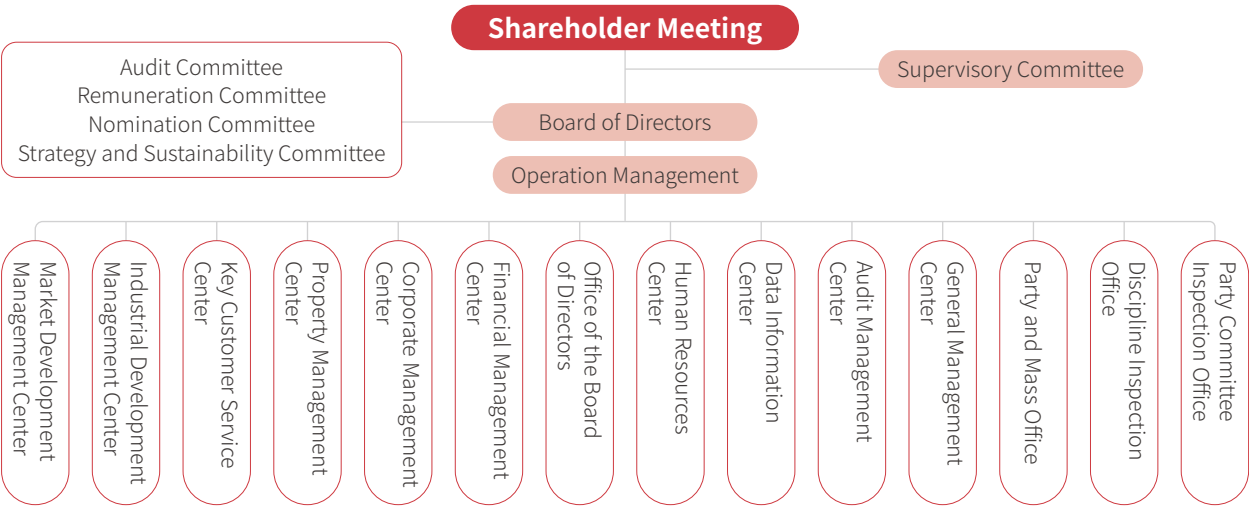 Shareholder Meeting
Audit Committee
Remuneration Committee
Nomination Committee
Strategy and Sustainability Committee
Supervisory Committee
Board of Directors
Operation Management
Market Development
Management Center
Industrial Development
Management Center
Key Customer Service
Center
Property Management
Center
Corporate Management
Center
Financial Management
Center
Office of the Board
of Directors
Human Resources
Center
Data Information
Center
Audit Management
Center
General Management
Center
Party and Mass Office
Discipline Inspection
Office
Party Committee
Inspection Office